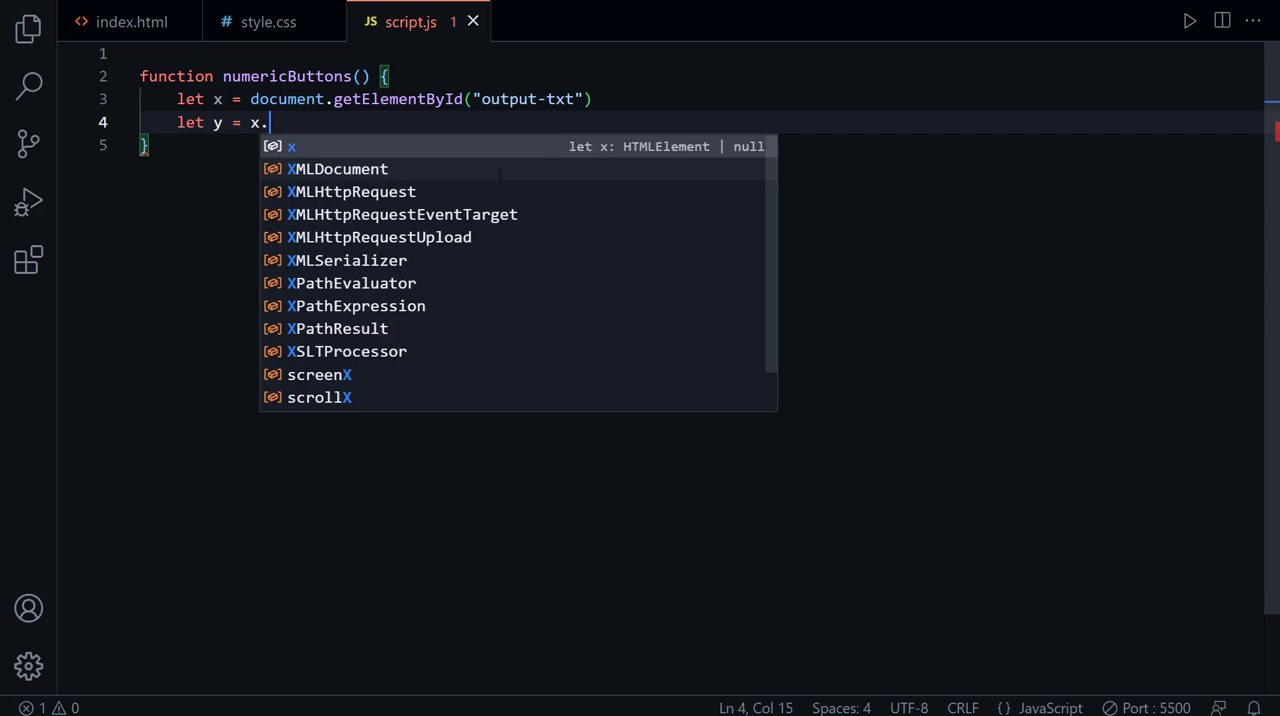 index.html
style.css
JS script.js 1
1
2 function numericButtons() {
3 let x = document.getElementById("output-txt")
4 let y = x.
5 }
x let x: HTMLElement | null
XMLDocument
XMLHttpRequest
XMLHttpRequestEventTarget
XMLHttpRequestUpload
XMLSerializer
XPathEvaluator
XPathExpression
XPathResult
XSLTProcessor
screenX
scrollX
1 0 Ln 4, Col 15 Spaces: 4 UTF-8 CRLF {} JavaScript Port : 5500